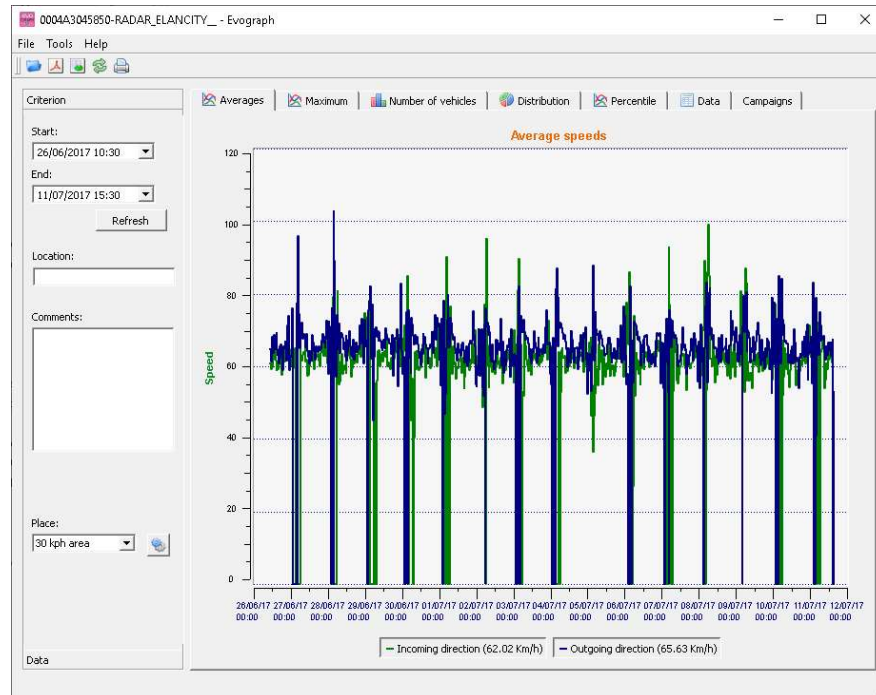 0004A3045850-RADAR_ELANCITY__ - Evograph
File Tools Help
Criterion
Start:
26/06/2017 10:30
End:
11/07/2017 15:30
Refresh
Location:
Comments:
Place:
30 kph area
Data
Averages Maximum Number of vehicles Distribution Percentile Data Campaigns
Average speeds
Speed
120
100
80
60
40
20
0
26/06/17 27/06/17 28/06/17 29/06/17 30/06/17 01/07/17 02/07/17 03/07/17 04/07/17 05/07/17 06/07/17 07/07/17 08/07/17 09/07/17 10/07/17 11/07/17 12/07/17
00:00 00:00 00:00 00:00 00:00 00:00 00:00 00:00 00:00 00:00 00:00 00:00 00:00 00:00 00:00 00:00 00:00
Incoming direction (62.02 Km/h) Outgoing direction (65.63 Km/h)